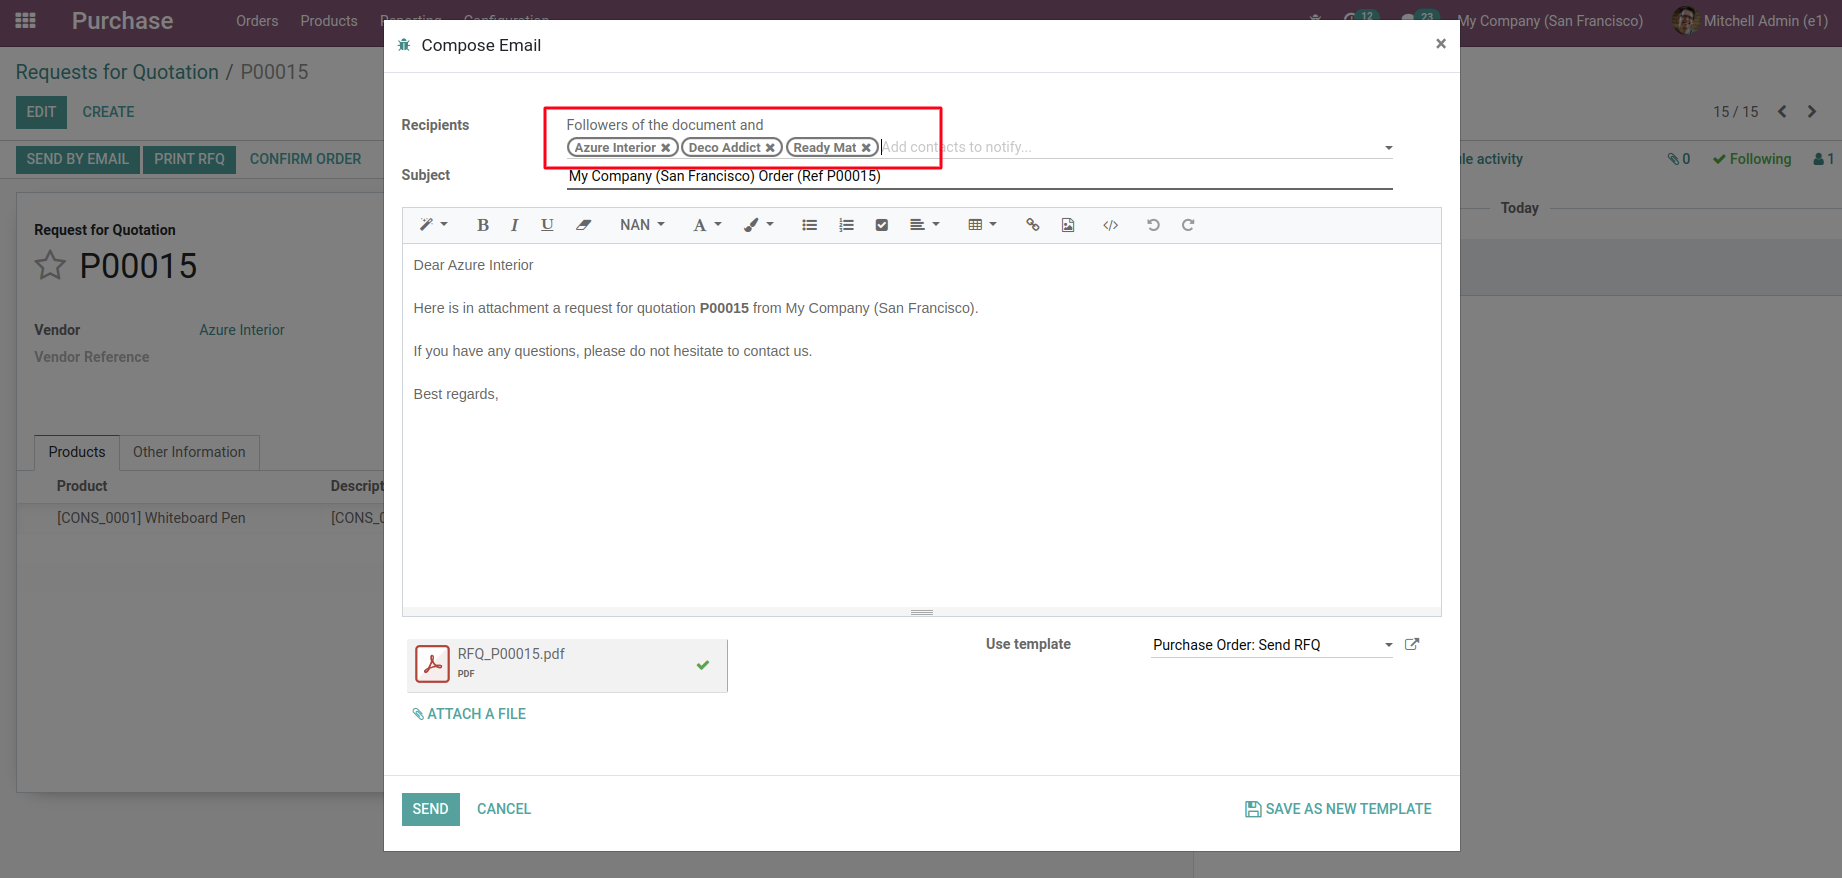 Purchase Orders Products Reporting Configuration 12 23 My Company (San Francisco) Mitchell Admin (e1)
Requests for Quotation / P00015
EDIT CREATE 15 / 15
SEND BY EMAIL PRINT RFQ CONFIRM ORDER
le activity 0 Following 1
Today
Request for Quotation
P00015
Vendor Azure Interior
Vendor Reference
Products Other Information
Product Descript
[CONS_0001] Whiteboard Pen [CONS_0
Compose Email ×
Recipients Followers of the document and
Azure Interior × Deco Addict × Ready Mat × Add contacts to notify...
Subject My Company (San Francisco) Order (Ref P00015)
B I U NAN A
Dear Azure Interior
Here is in attachment a request for quotation P00015 from My Company (San Francisco).
If you have any questions, please do not hesitate to contact us.
Best regards,
RFQ_P00015.pdf
PDF
Use template Purchase Order: Send RFQ
ATTACH A FILE
SEND CANCEL SAVE AS NEW TEMPLATE